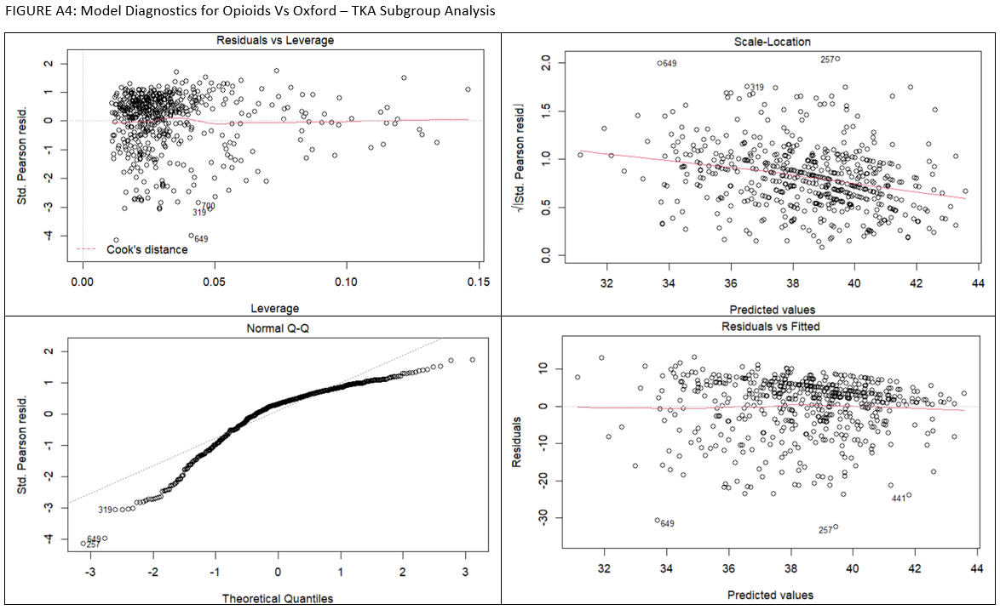 FIGURE A4: Model Diagnostics for Opioids Vs Oxford – TKA Subgroup Analysis
Residuals vs Leverage
Std. Pearson resid.
2
1
0
-1
-2
-3
-4
700
319
649
Cook's distance
0.00 0.05 0.10 0.15
Leverage
Scale-Location
√|Std. Pearson resid.|
2.0
1.5
1.0
0.5
0.0
649
257
319
32 34 36 38 40 42 44
Predicted values
Normal Q-Q
Std. Pearson resid.
2
1
0
-1
-2
-3
-4
319
649
257
-3 -2 -1 0 1 2 3
Theoretical Quantiles
Residuals vs Fitted
Residuals
10
0
-10
-20
-30
441
649
257
32 34 36 38 40 42 44
Predicted values